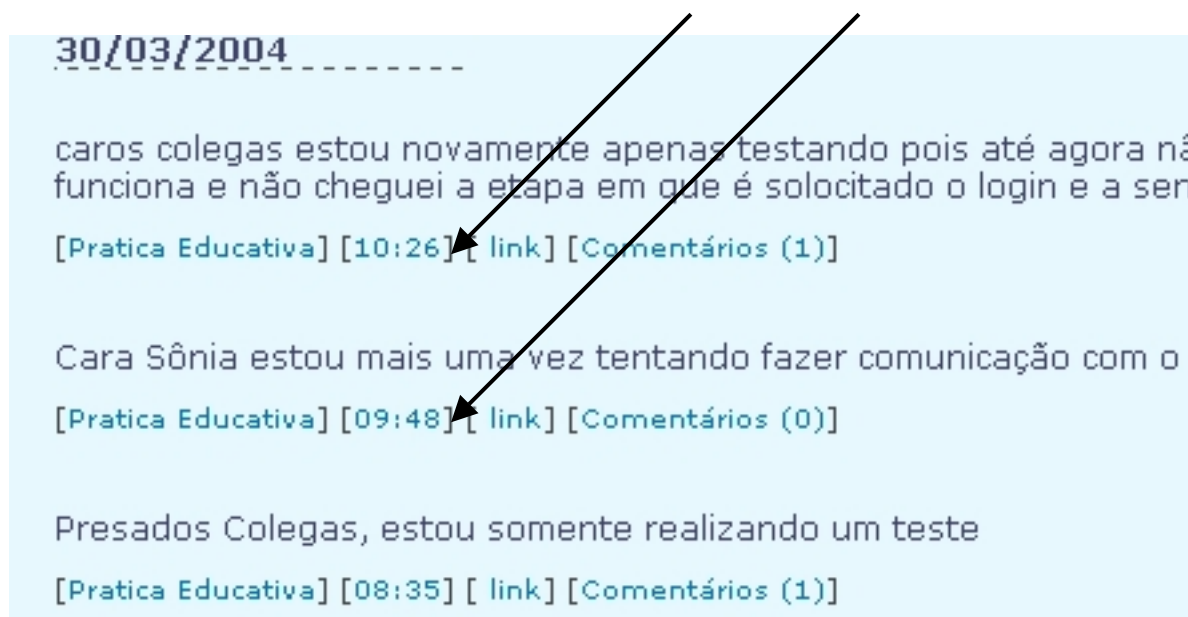 30/03/2004
caros colegas estou novamente apenas testando pois até agora nã
funciona e não cheguei a etapa em que é solocitado o login e a sen
[Pratica Educativa] [10:26] [ link] [Comentários (1)]
Cara Sônia estou mais uma vez tentando fazer comunicação com o
[Pratica Educativa] [09:48] [ link] [Comentários (0)]
Presados Colegas, estou somente realizando um teste
[Pratica Educativa] [08:35] [ link] [Comentários (1)]